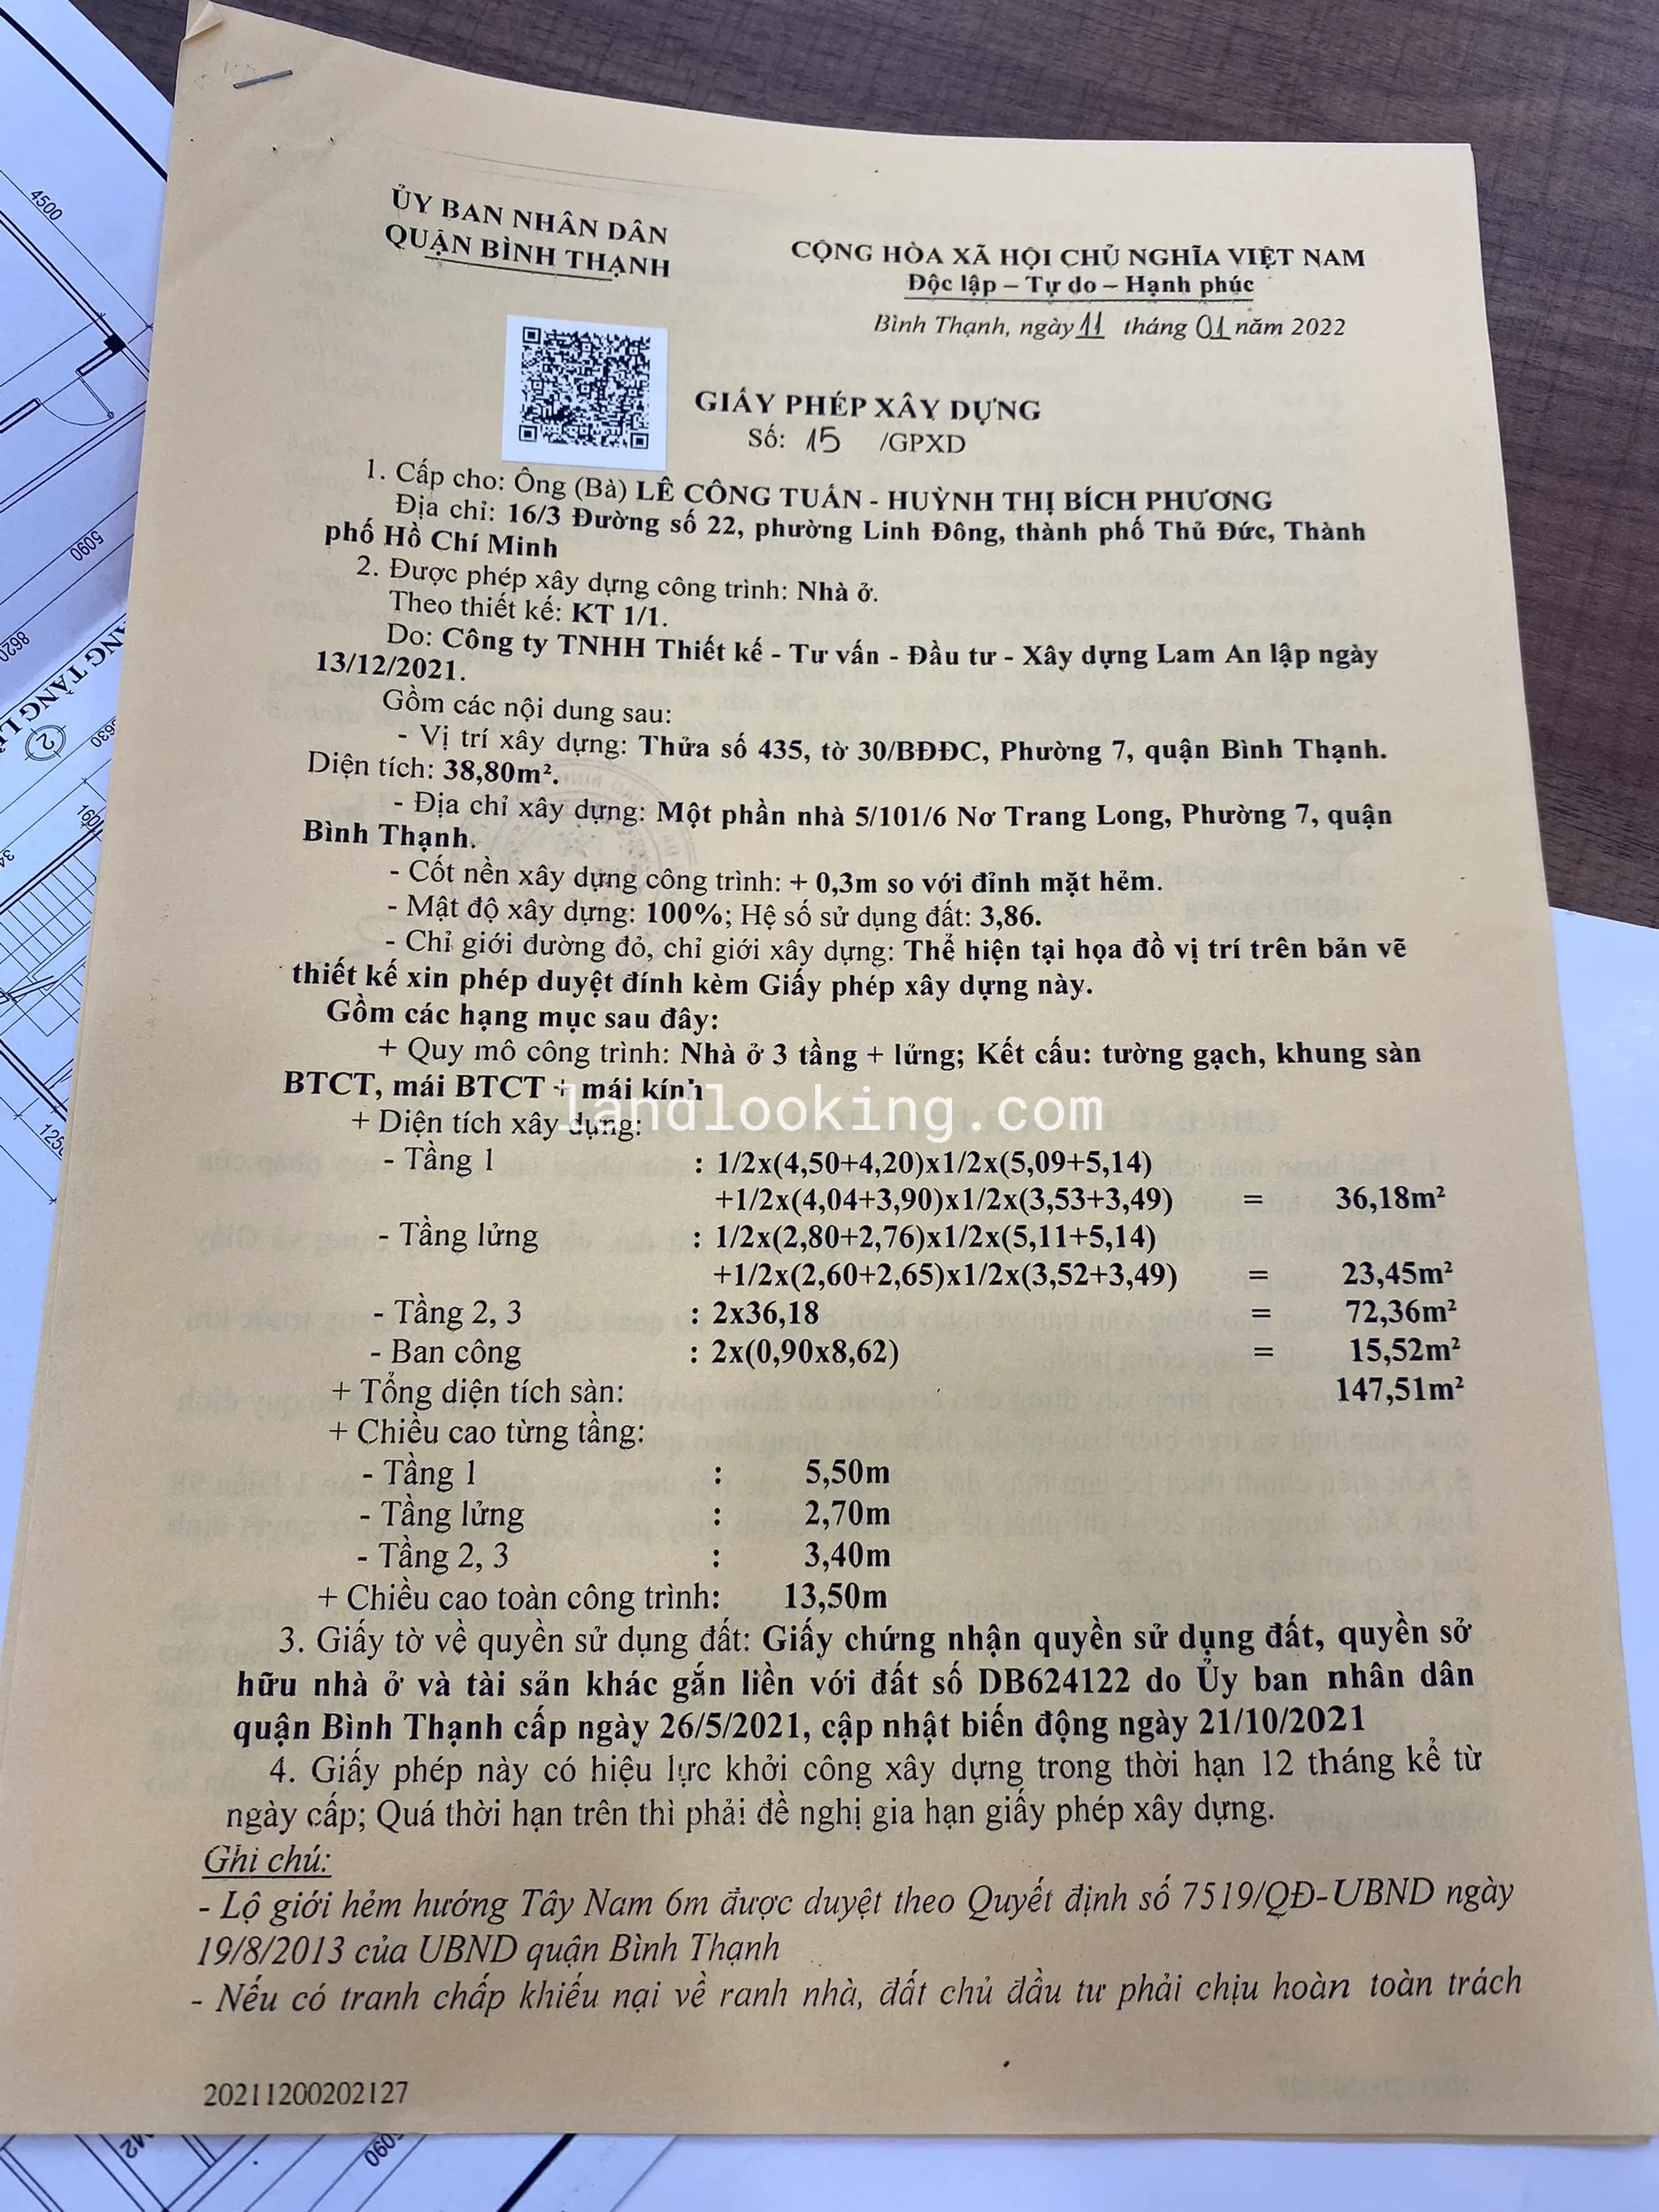 ỦY BAN NHÂN DÂN
QUẬN BÌNH THẠNH
CỘNG HÒA XÃ HỘI CHỦ NGHĨA VIỆT NAM
Độc lập – Tự do – Hạnh phúc
Bình Thạnh, ngày 11 tháng 01 năm 2022
GIẤY PHÉP XÂY DỰNG
Số: 15 /GPXD
1. Cấp cho: Ông (Bà) LÊ CÔNG TUẤN - HUỲNH THỊ BÍCH PHƯƠNG
Địa chỉ: 16/3 Đường số 22, phường Linh Đông, thành phố Thủ Đức, Thành
phố Hồ Chí Minh
2. Được phép xây dựng công trình: Nhà ở.
Theo thiết kế: KT 1/1.
Do: Công ty TNHH Thiết kế - Tư vấn - Đầu tư - Xây dựng Lam An lập ngày
13/12/2021.
Gồm các nội dung sau:
- Vị trí xây dựng: Thửa số 435, tờ 30/BĐĐC, Phường 7, quận Bình Thạnh.
Diện tích: 38,80m².
- Địa chỉ xây dựng: Một phần nhà 5/101/6 Nơ Trang Long, Phường 7, quận
Bình Thạnh.
- Cốt nền xây dựng công trình: + 0,3m so với đỉnh mặt hẻm.
- Mật độ xây dựng: 100%; Hệ số sử dụng đất: 3,86.
- Chỉ giới đường đỏ, chỉ giới xây dựng: Thể hiện tại họa đồ vị trí trên bản vẽ
thiết kế xin phép duyệt đính kèm Giấy phép xây dựng này.
Gồm các hạng mục sau đây:
+ Quy mô công trình: Nhà ở 3 tầng + lửng; Kết cấu: tường gạch, khung sàn
BTCT, mái BTCT + mái kính
landlooking.com
+ Diện tích xây dựng:
- Tầng 1 : 1/2x(4,50+4,20)x1/2x(5,09+5,14)
+1/2x(4,04+3,90)x1/2x(3,53+3,49) = 36,18m²
- Tầng lửng : 1/2x(2,80+2,76)x1/2x(5,11+5,14)
+1/2x(2,60+2,65)x1/2x(3,52+3,49) = 23,45m²
- Tầng 2, 3 : 2x36,18 = 72,36m²
- Ban công : 2x(0,90x8,62) = 15,52m²
+ Tổng diện tích sàn: 147,51m²
+ Chiều cao từng tầng:
- Tầng 1 : 5,50m
- Tầng lửng : 2,70m
- Tầng 2, 3 : 3,40m
+ Chiều cao toàn công trình: 13,50m
3. Giấy tờ về quyền sử dụng đất: Giấy chứng nhận quyền sử dụng đất, quyền sở
hữu nhà ở và tài sản khác gắn liền với đất số DB624122 do Ủy ban nhân dân
quận Bình Thạnh cấp ngày 26/5/2021, cập nhật biến động ngày 21/10/2021
4. Giấy phép này có hiệu lực khởi công xây dựng trong thời hạn 12 tháng kể từ
ngày cấp; Quá thời hạn trên thì phải đề nghị gia hạn giấy phép xây dựng.
Ghi chú:
- Lộ giới hẻm hướng Tây Nam 6m được duyệt theo Quyết định số 7519/QĐ-UBND ngày
19/8/2013 của UBND quận Bình Thạnh
- Nếu có tranh chấp khiếu nại về ranh nhà, đất chủ đầu tư phải chịu hoàn toàn trách
20211200202127
4500
5090
8620
2
5090